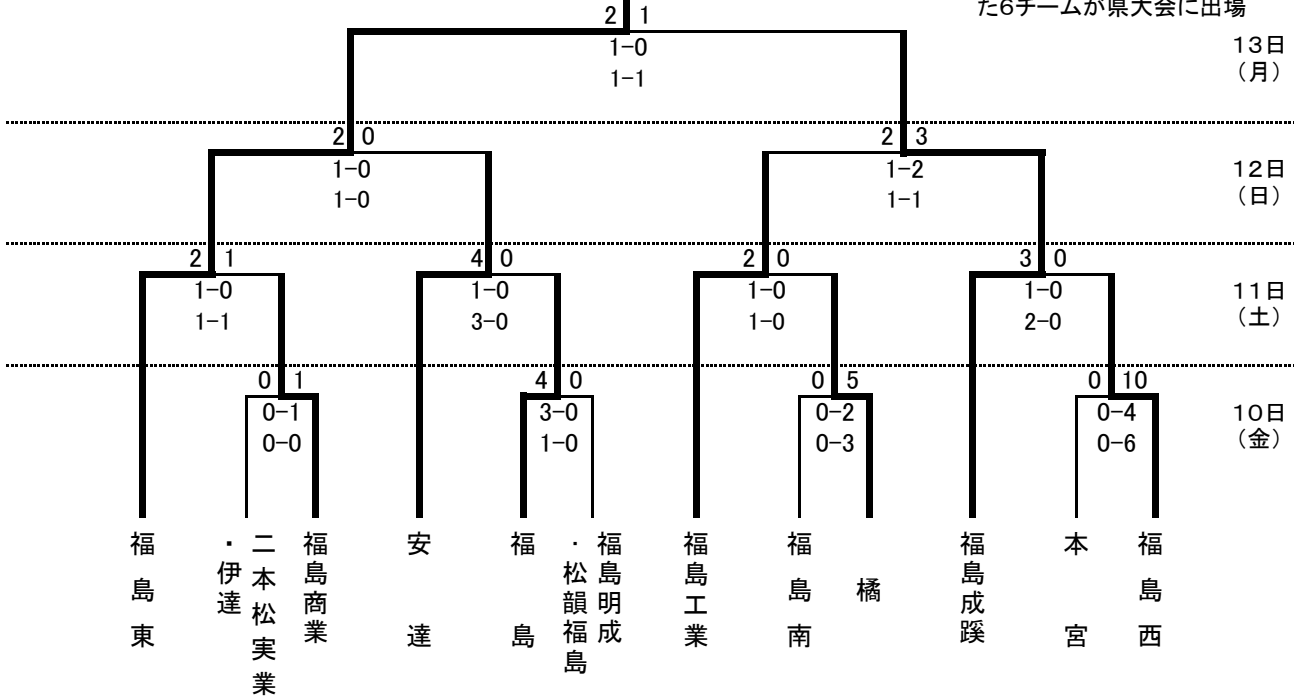 た6チームが県大会に出場
2 1
1-0
1-1
13日
（月）
2 0
1-0
1-0
2 3
1-2
1-1
12日
（日）
2 1
1-0
1-1
4 0
1-0
3-0
2 0
1-0
1-0
3 0
1-0
2-0
11日
（土）
0 1
0-1
0-0
4 0
3-0
1-0
0 5
0-2
0-3
0 10
0-4
0-6
10日
（金）
福島東
二本松実業
・伊達
福島商業
安達
福島
福島明成
・松韻福島
福島工業
福島南
橘
福島成蹊
本宮
福島西